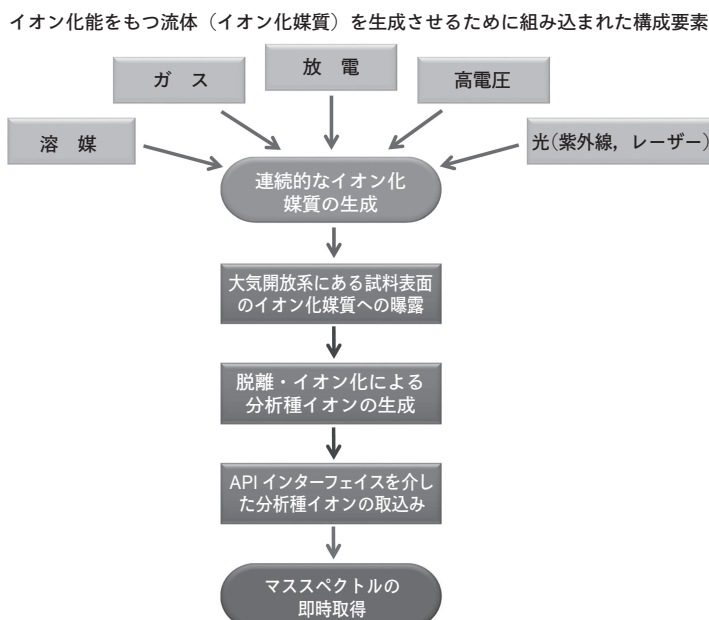 イオン化能をもつ流体（イオン化媒質）を生成させるために組み込まれた構成要素
放　電
ガ　ス
高電圧
溶　媒
光(紫外線，レーザー)
連続的なイオン化
媒質の生成
大気開放系にある試料表面
のイオン化媒質への曝露
脱離・イオン化による
分析種イオンの生成
API インターフェイスを介し
た分析種イオンの取込み
マススペクトルの
即時取得